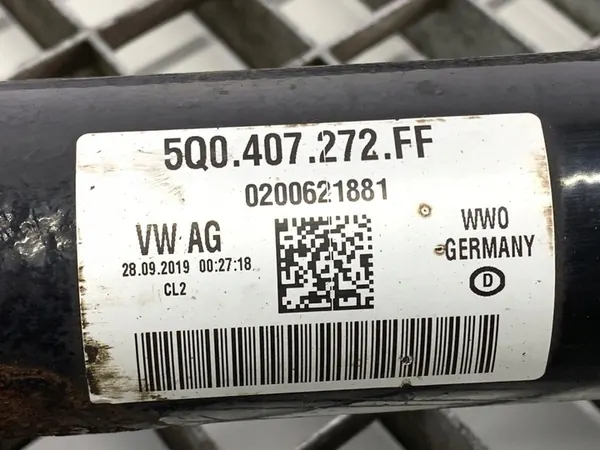 5Q0.407.272.FF
0200621881
VW AG
28.09.2019 00:27:18
CL2
WWO
GERMANY
D